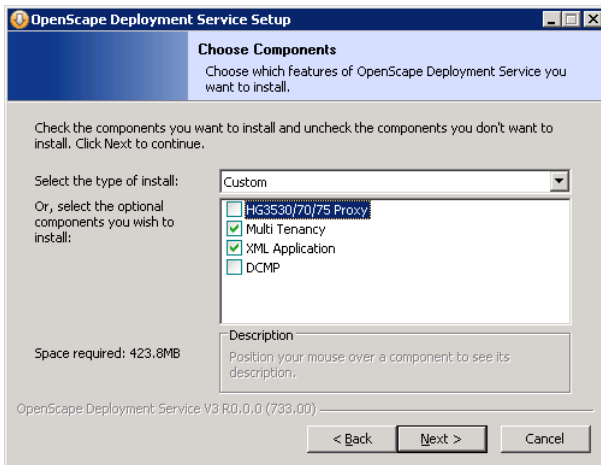 OpenScape Deployment Service Setup
Choose Components
Choose which features of OpenScape Deployment Service you
want to install.
Check the components you want to install and uncheck the components you don't want to
install. Click Next to continue.
Select the type of install:
Custom
Or, select the optional
components you wish to
install:
HG3530/70/75 Proxy
Multi Tenancy
XML Application
DCMP
Space required: 423.8MB
Description
Position your mouse over a component to see its
description.
OpenScape Deployment Service V3 R0.0.0 (733.00)
< Back
Next >
Cancel